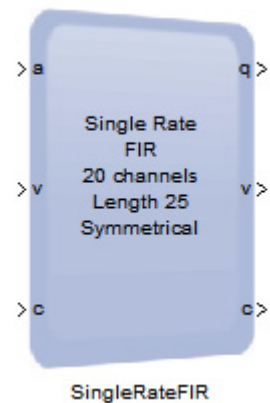 > a
q >
Single Rate
FIR
20 channels
Length 25
Symmetrical
> v
v >
> c
c >
SingleRateFIR